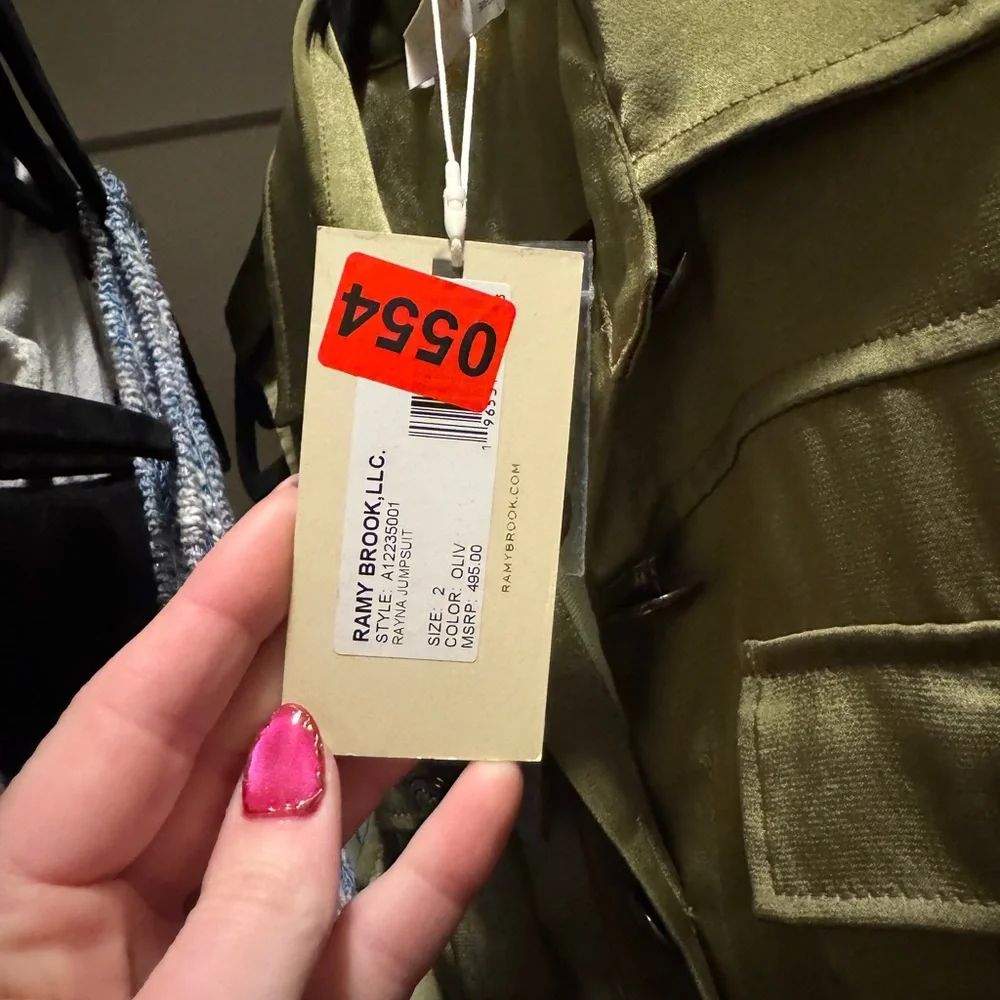 0554
RAMY BROOK,LLC.
STYLE: A12235001
RAYNA JUMPSUIT
SIZE: 2
COLOR: OLIV
MSRP: 495.00
RAMYBROOK.COM